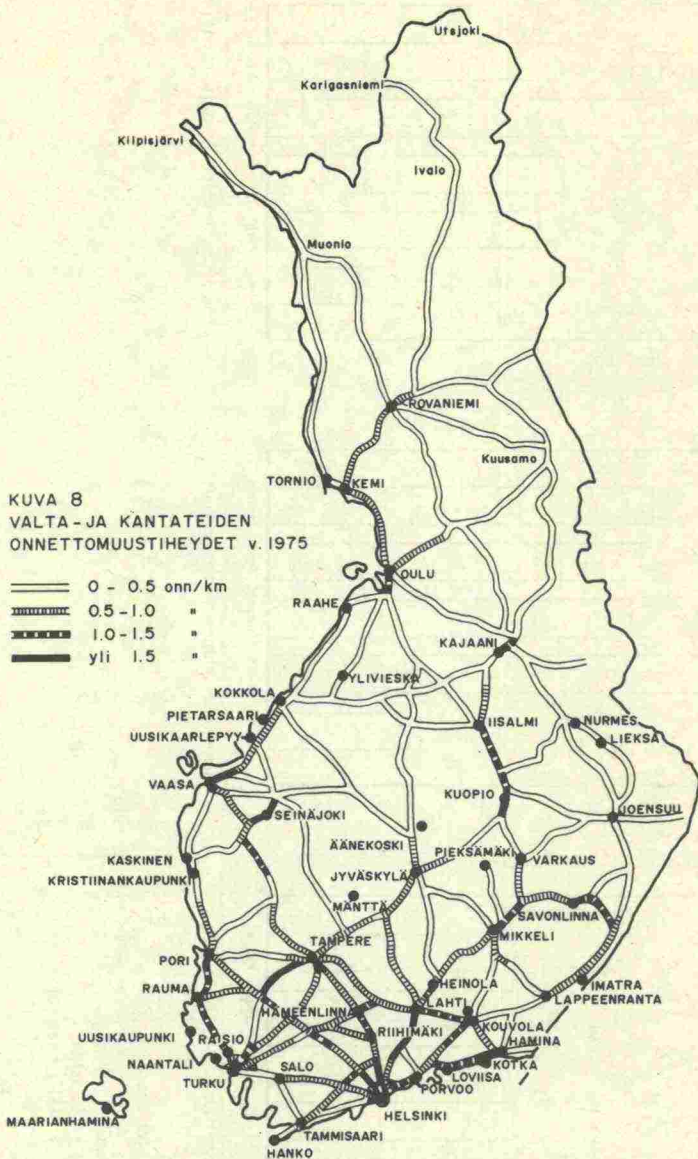 Utsjoki
Karigasniemi
Kilpisjärvi
Ivalo
Muonio
ROVANIEMI
Kuusamo
TORNIO
KEMI
KUVA 8
VALTA-JA KANTATEIDEN
ONNETTOMUUSTIHEYDET v. 1975
0 - 0.5 onn/km
0.5-1.0 "
1.0-1.5 "
yli 1.5 "
OULU
RAAHE
KAJAANI
YLIVIESKA
KOKKOLA
PIETARSAARI
UUSIKAARLEPYY
IISALMI
NURMES
LIEKSA
VAASA
KUOPIO
SEINÄJOKI
JOENSUU
ÄÄNEKOSKI
PIEKSÄMÄKI
VARKAUS
KASKINEN
KRISTIINANKAUPUNKI
JYVÄSKYLÄ
MÄNTTÄ
SAVONLINNA
MIKKELI
TAMPERE
PORI
IMATRA
HEINOLA
LAPPEENRANTA
RAUMA
HÄMEENLINNA
LAHTI
KOUVOLA
UUSIKAUPUNKI
RIIHIMÄKI
HAMINA
RAISIO
KOTKA
NAANTALI
SALO
LOVIISA
TURKU
PORVOO
HELSINKI
MAARIANHAMINA
TAMMISAARI
HANKO